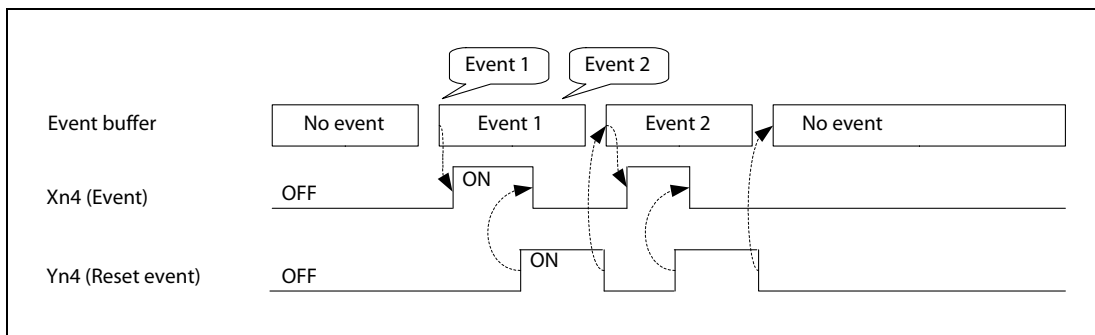 Event 1 Event 2
Event buffer No event Event 1 Event 2 No event
Xn4 (Event) OFF ON
Yn4 (Reset event) OFF ON